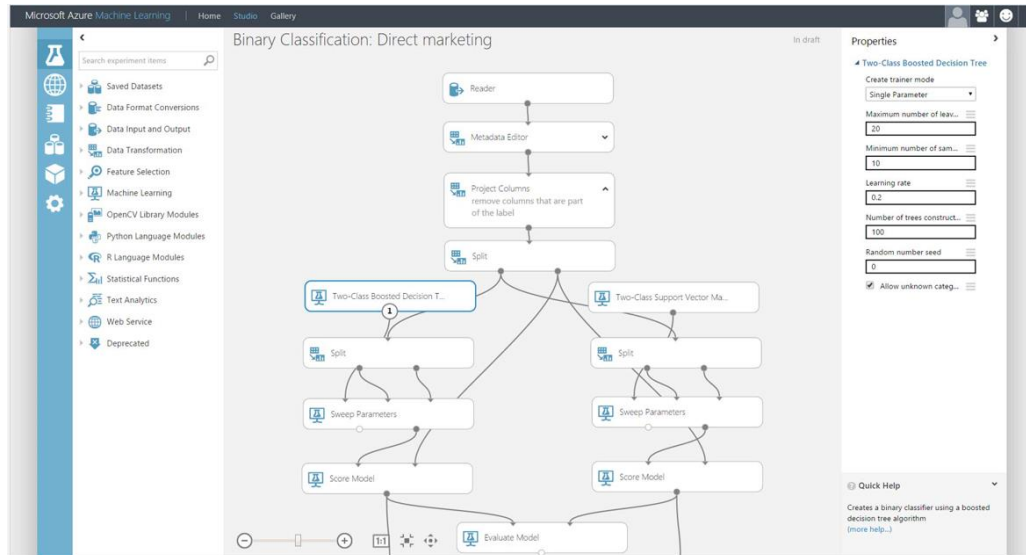 Microsoft Azure Machine Learning | Home Studio Gallery
Search experiment items
Saved Datasets
Data Format Conversions
Data Input and Output
Data Transformation
Feature Selection
Machine Learning
OpenCV Library Modules
Python Language Modules
R Language Modules
Statistical Functions
Text Analytics
Web Service
Deprecated
Binary Classification: Direct marketing
In draft
Reader
Metadata Editor
Project Columns
remove columns that are part
of the label
Split
Two-Class Boosted Decision T...
1
Two-Class Support Vector Ma...
Split
Split
Sweep Parameters
Sweep Parameters
Score Model
Score Model
Evaluate Model
1:1
Properties
Two-Class Boosted Decision Tree
Create trainer mode
Single Parameter
Maximum number of leav...
20
Minimum number of sam...
10
Learning rate
0.2
Number of trees construct...
100
Random number seed
0
Allow unknown categ...
Quick Help
Creates a binary classifier using a boosted
decision tree algorithm
(more help...)